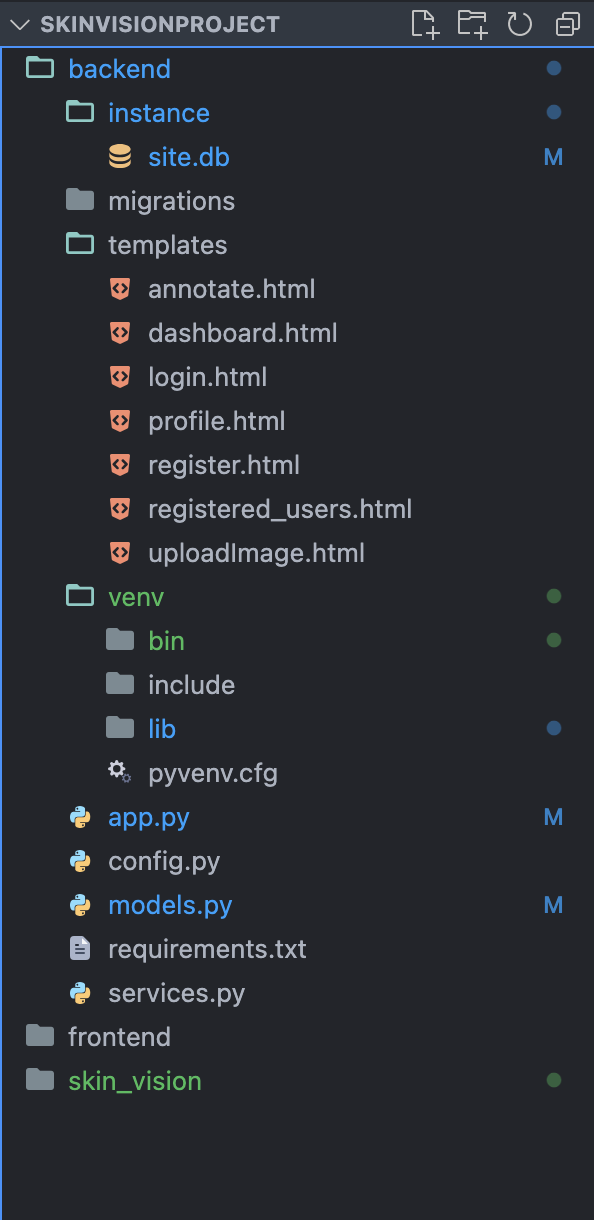 SKINVISIONPROJECT
backend
instance
site.db M
migrations
templates
annotate.html
dashboard.html
login.html
profile.html
register.html
registered_users.html
uploadImage.html
venv
bin
include
lib
pyvenv.cfg
app.py M
config.py
models.py M
requirements.txt
services.py
frontend
skin_vision